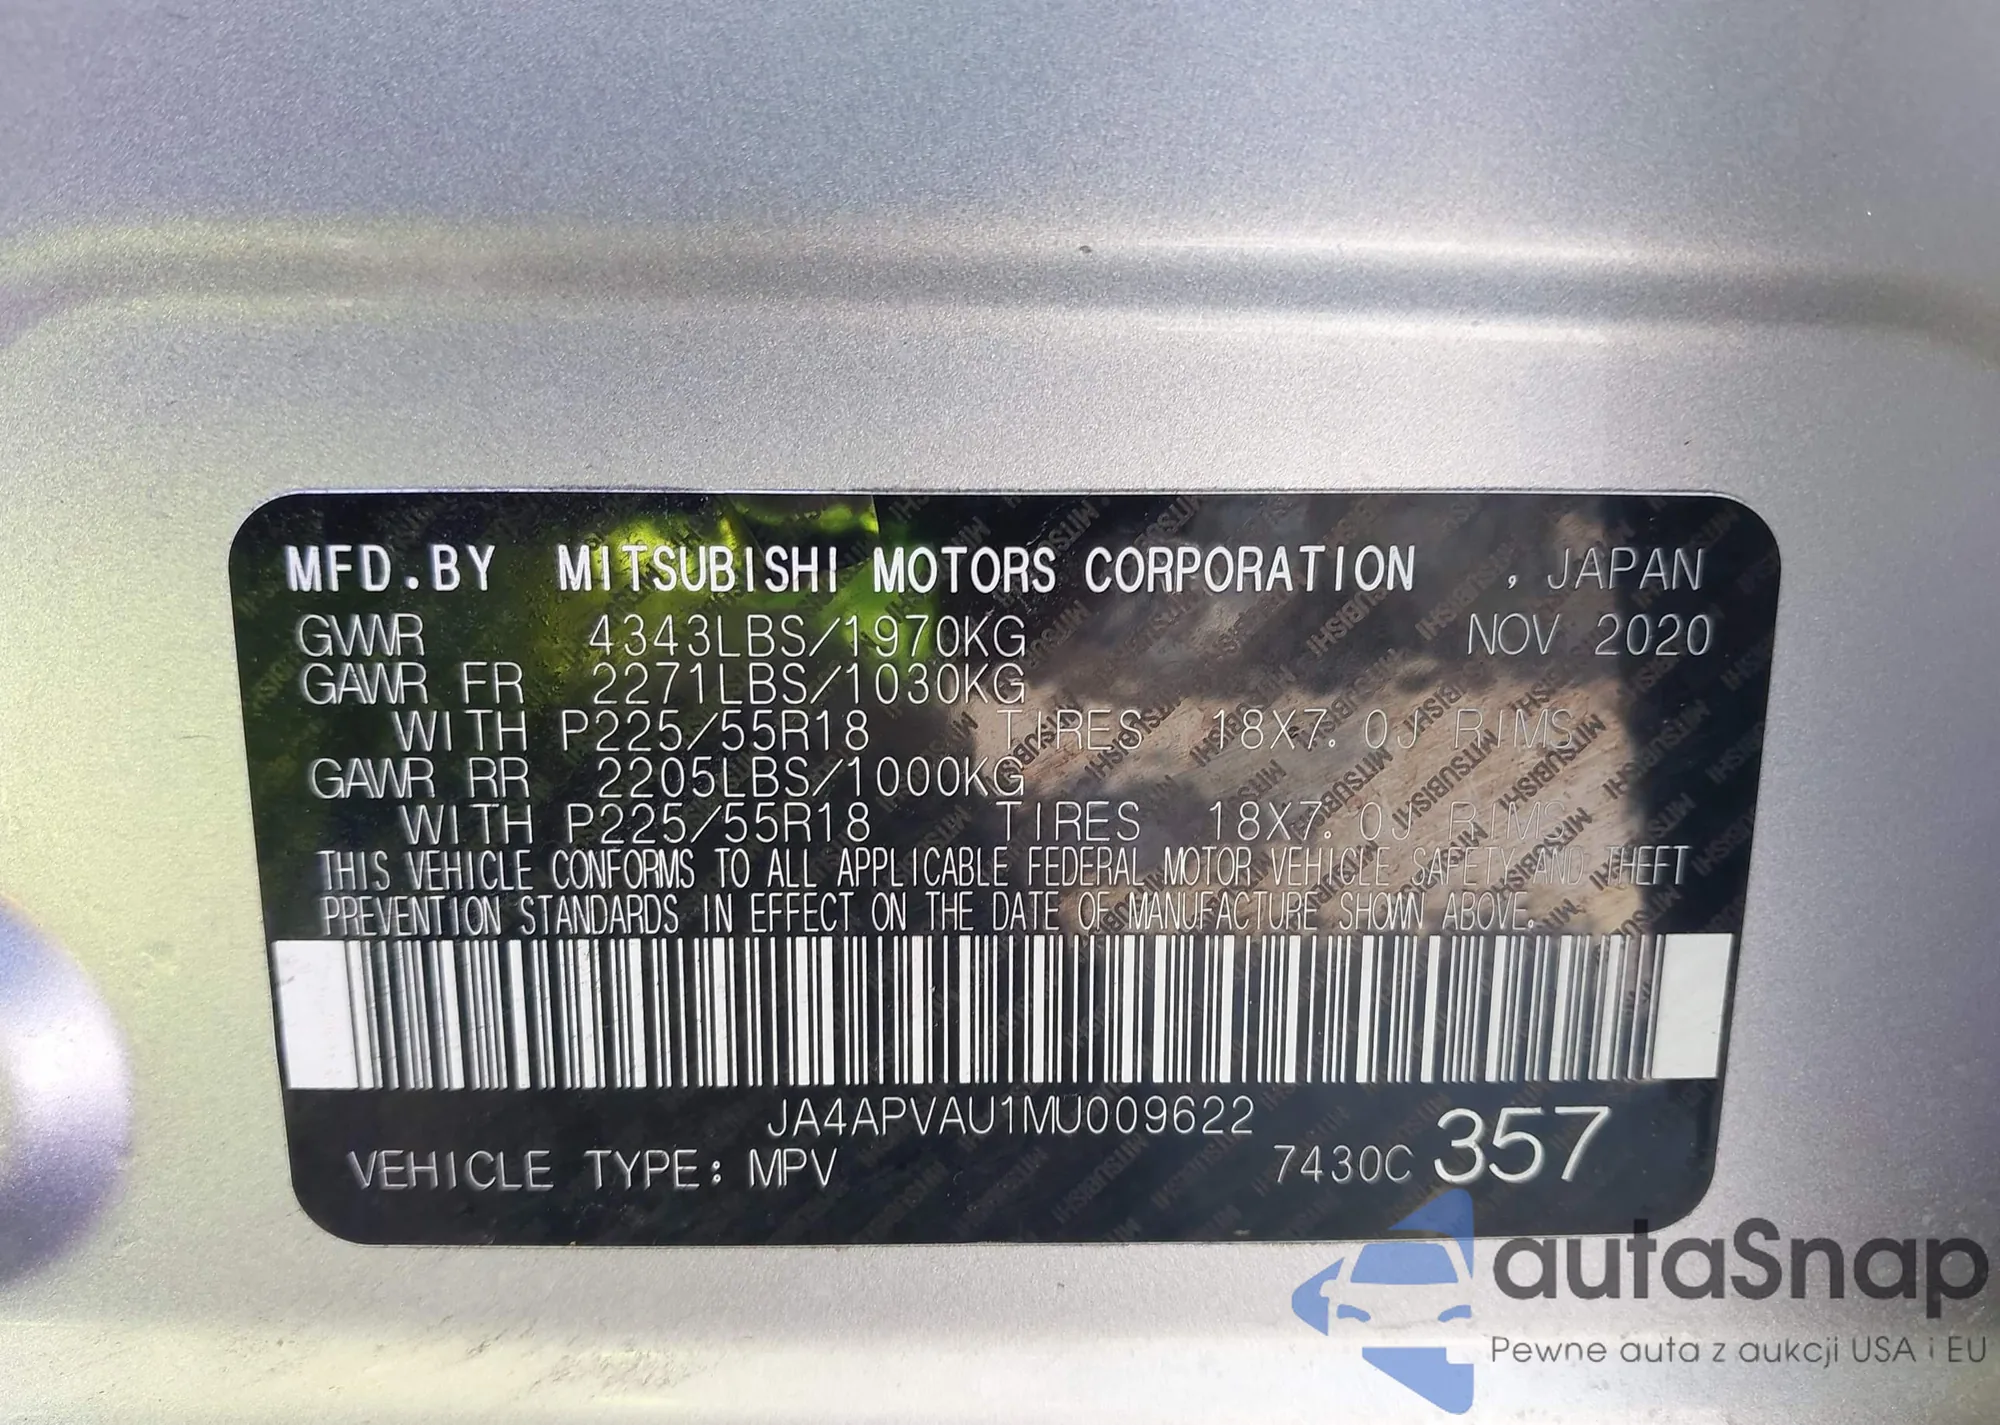 MFD.BY MITSUBISHI MOTORS CORPORATION , JAPAN
GVWR 4343LBS/1970KG NOV 2020
GAWR FR 2271LBS/1030KG
WITH P225/55R18 TIRES 18X7.0J RIMS
GAWR RR 2205LBS/1000KG
WITH P225/55R18 TIRES 18X7.0J RIMS
THIS VEHICLE CONFORMS TO ALL APPLICABLE FEDERAL MOTOR VEHICLE SAFETY AND THEFT
PREVENTION STANDARDS IN EFFECT ON THE DATE OF MANUFACTURE SHOWN ABOVE.
JA4APVAU1MU009622
VEHICLE TYPE: MPV 7430C 357
autaSnap
Pewne auta z aukcji USA i EU